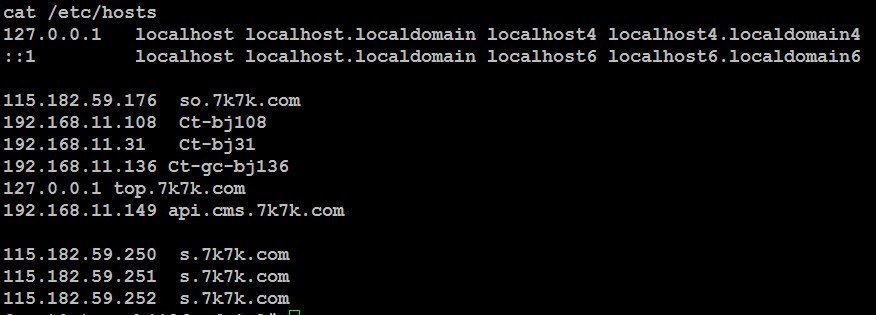 cat /etc/hosts
127.0.0.1   localhost localhost.localdomain localhost4 localhost4.localdomain4
::1         localhost localhost.localdomain localhost6 localhost6.localdomain6
115.182.59.176  so.7k7k.com
192.168.11.108  Ct-bj108
192.168.11.31   Ct-bj31
192.168.11.136 Ct-gc-bj136
127.0.0.1 top.7k7k.com
192.168.11.149 api.cms.7k7k.com
115.182.59.250  s.7k7k.com
115.182.59.251  s.7k7k.com
115.182.59.252  s.7k7k.com